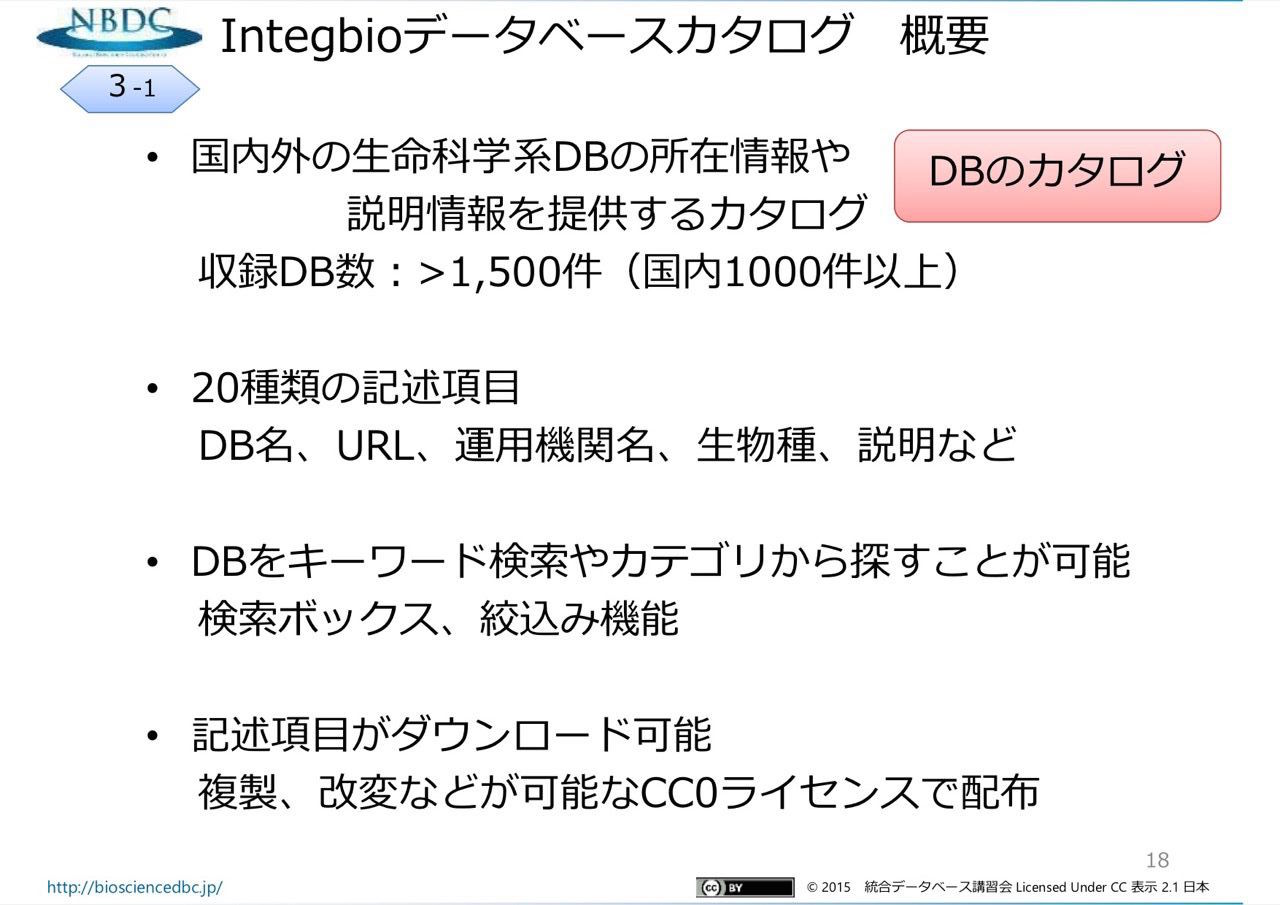 NBDC
Integbioデータベースカタログ　概要
3 -1
• 国内外の生命科学系DBの所在情報や
説明情報を提供するカタログ
DBのカタログ
収録DB数：>1,500件（国内1000件以上）
• 20種類の記述項目
DB名、URL、運用機関名、生物種、説明など
• DBをキーワード検索やカテゴリから探すことが可能
検索ボックス、絞込み機能
• 記述項目がダウンロード可能
複製、改変などが可能なCC0ライセンスで配布
18
http://biosciencedbc.jp/
cc BY
© 2015　統合データベース講習会 Licensed Under CC 表示 2.1 日本